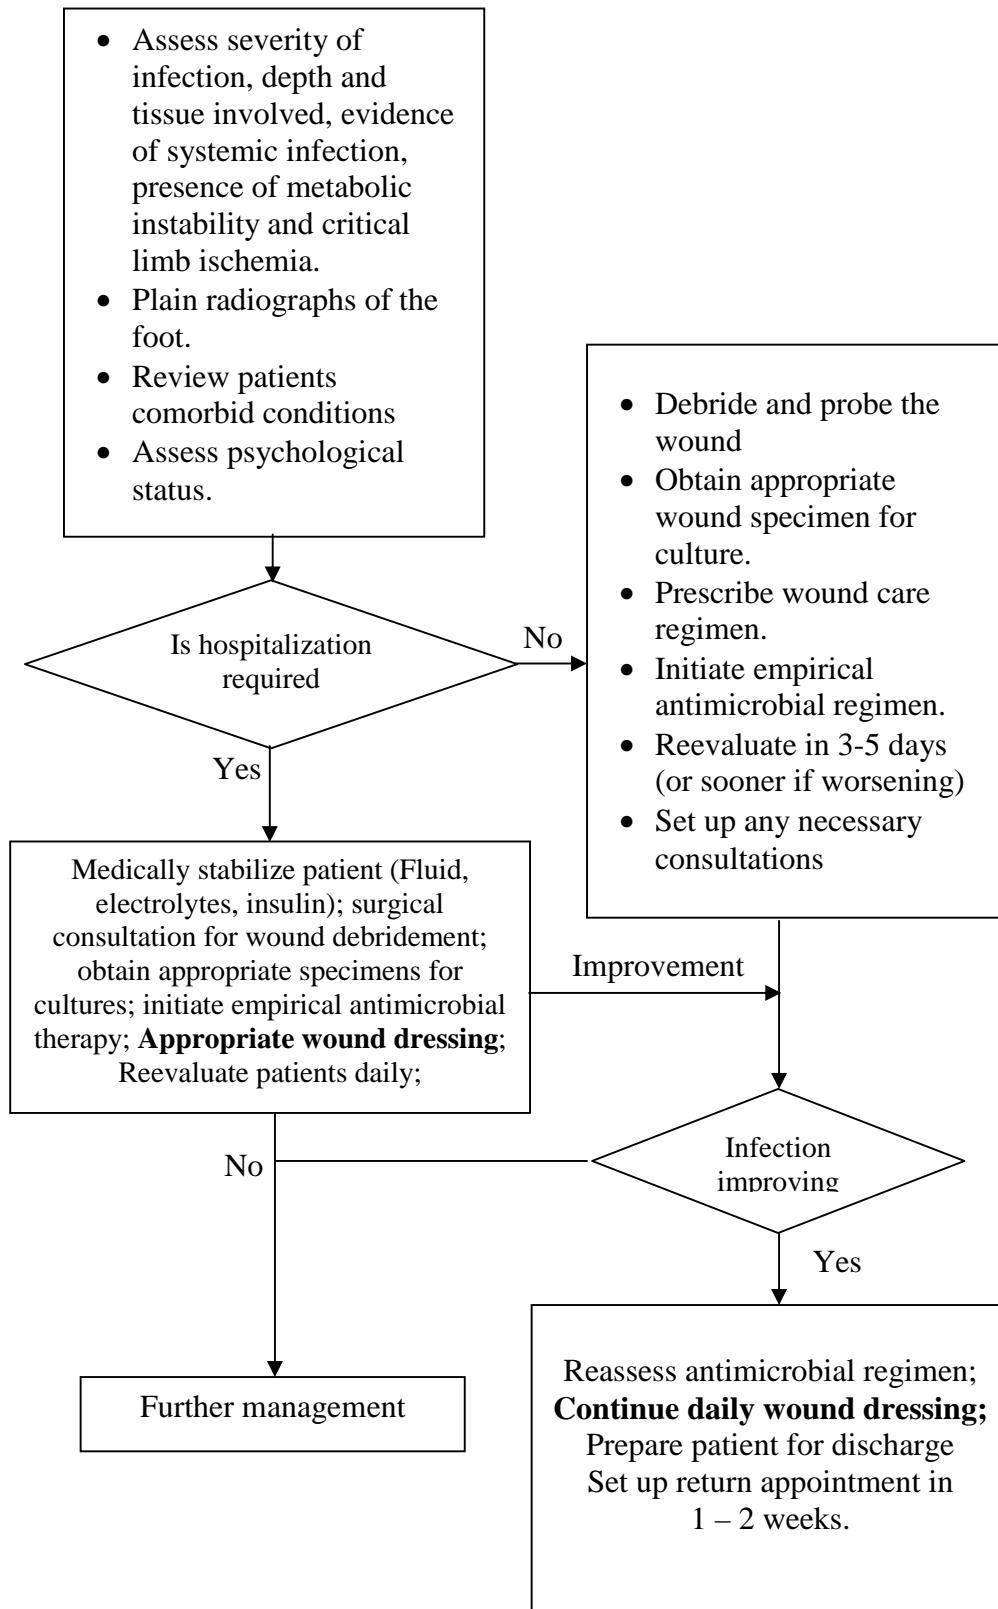 • Assess severity of
infection, depth and
tissue involved, evidence
of systemic infection,
presence of metabolic
instability and critical
limb ischemia.
• Plain radiographs of the
foot.
• Review patients
comorbid conditions
• Assess psychological
status.
Is hospitalization
required
No
• Debride and probe the
wound
• Obtain appropriate
wound specimen for
culture.
• Prescribe wound care
regimen.
• Initiate empirical
antimicrobial regimen.
• Reevaluate in 3-5 days
(or sooner if worsening)
• Set up any necessary
consultations
Yes
Medically stabilize patient (Fluid,
electrolytes, insulin); surgical
consultation for wound debridement;
obtain appropriate specimens for
cultures; initiate empirical antimicrobial
therapy; Appropriate wound dressing;
Reevaluate patients daily;
Improvement
Infection
improving
No
Yes
Further management
Reassess antimicrobial regimen;
Continue daily wound dressing;
Prepare patient for discharge
Set up return appointment in
1 – 2 weeks.